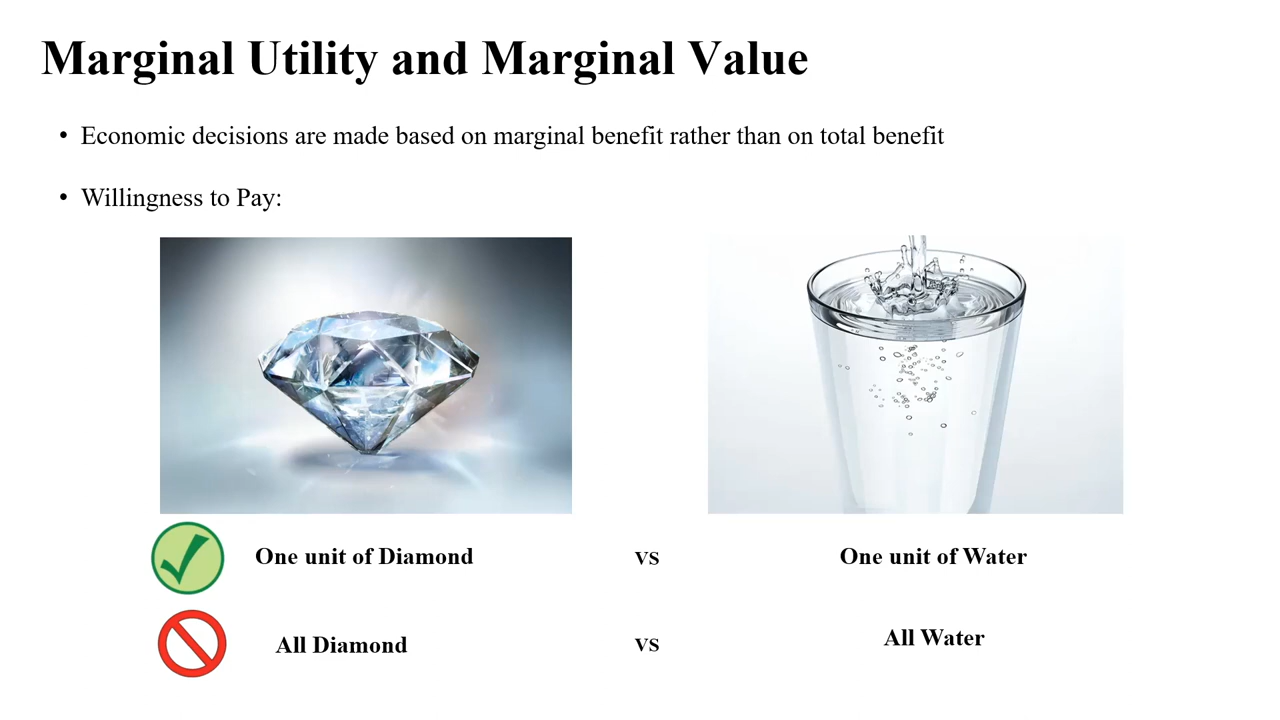 Marginal Utility and Marginal Value
• Economic decisions are made based on marginal benefit rather than on total benefit
• Willingness to Pay:
One unit of Diamond vs One unit of Water
All Diamond vs All Water